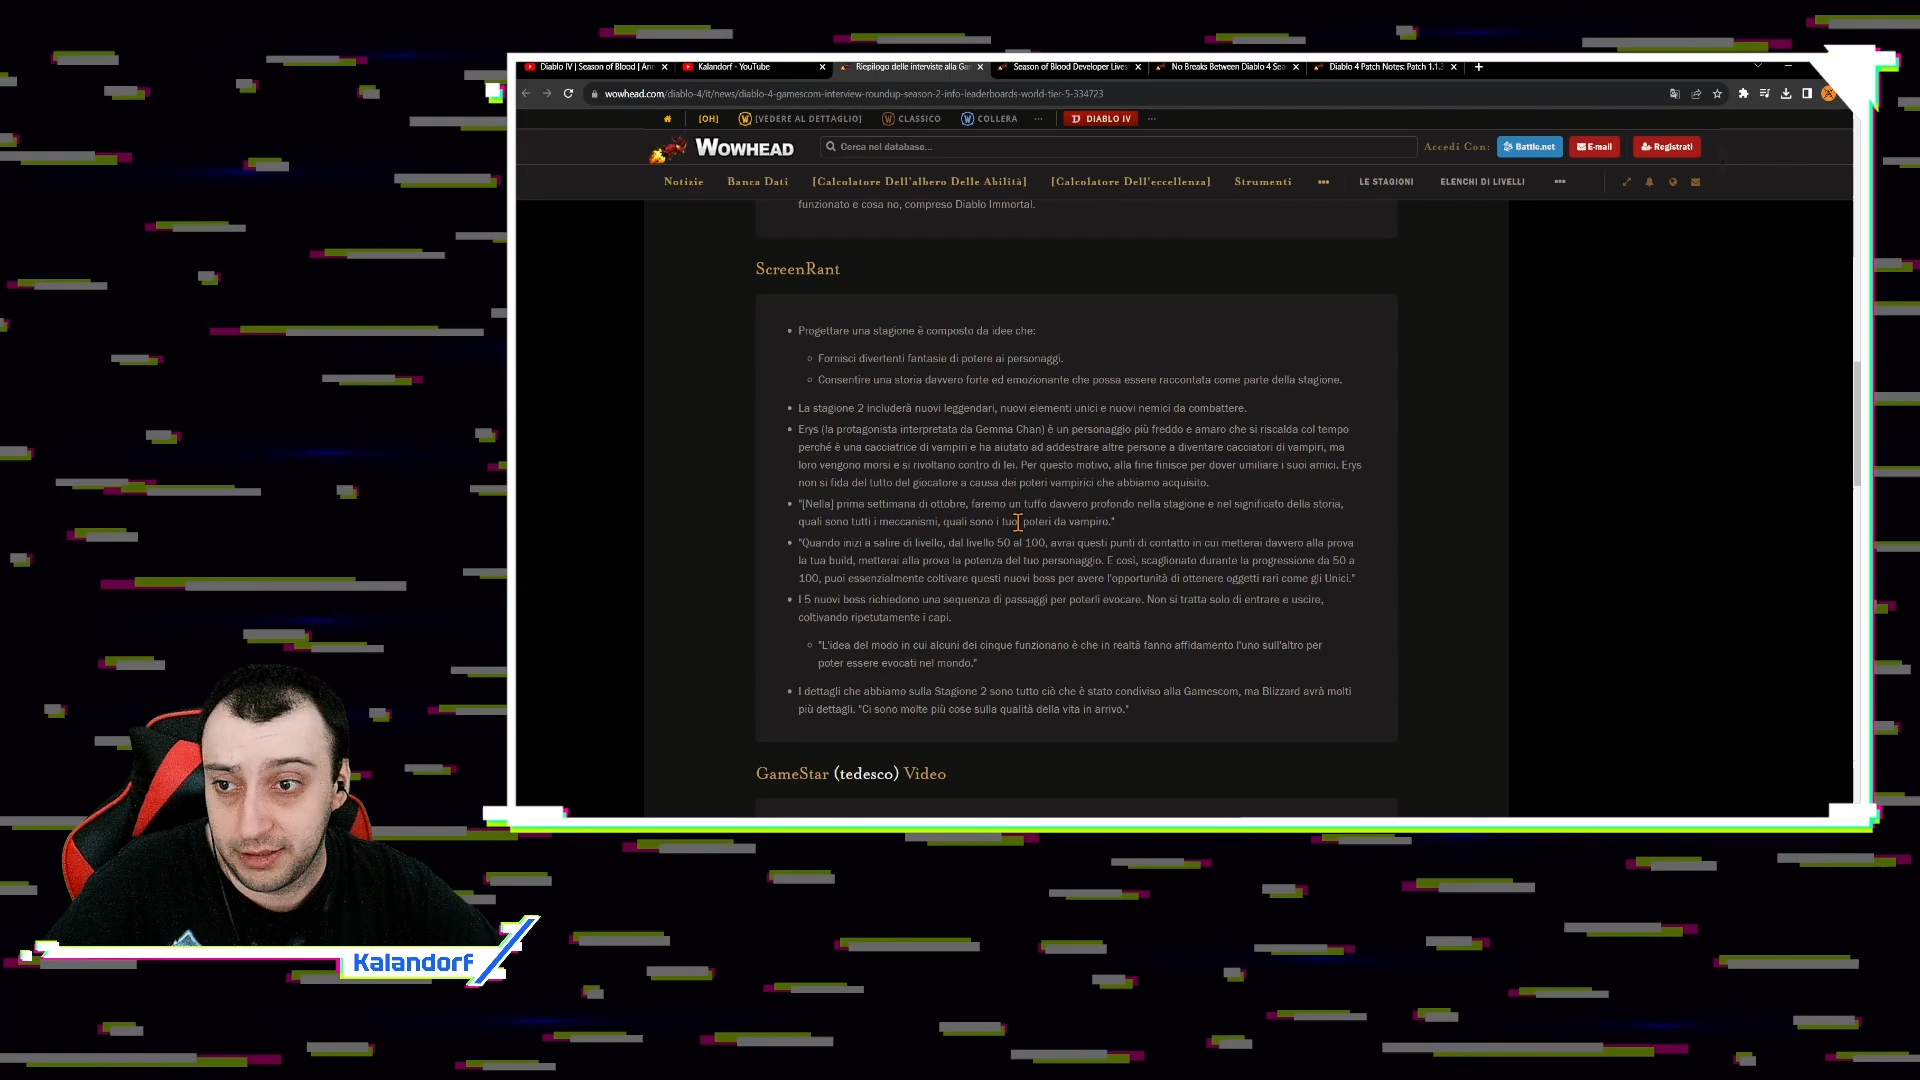 Diablo IV | Season of Blood | Ann
Kalandorf - YouTube
Riepilogo delle interviste alla Gam
Season of Blood Developer Lives
No Breaks Between Diablo 4 Sea
Diablo 4 Patch Notes: Patch 1.1.3
wowhead.com/diablo-4/it/news/diablo-4-gamescom-interview-roundup-season-2-info-leaderboards-world-tier-5-334723
[OH] [VEDERE AL DETTAGLIO] CLASSICO COLLERA ··· DIABLO IV ···
WOWHEAD
Cerca nel database...
Accedi Con: Battle.net E-mail Registrati
Notizie Banca Dati [Calcolatore Dell'albero Delle Abilità] [Calcolatore Dell'eccellenza] Strumenti ••• LE STAGIONI ELENCHI DI LIVELLI •••
funzionato e cosa no, compreso Diablo Immortal.
ScreenRant
• Progettare una stagione è composto da idee che:
○ Fornisci divertenti fantasie di potere ai personaggi.
○ Consentire una storia davvero forte ed emozionante che possa essere raccontata come parte della stagione.
• La stagione 2 includerà nuovi leggendari, nuovi elementi unici e nuovi nemici da combattere.
• Erys (la protagonista interpretata da Gemma Chan) è un personaggio più freddo e amaro che si riscalda col tempo
perché è una cacciatrice di vampiri e ha aiutato ad addestrare altre persone a diventare cacciatori di vampiri, ma
loro vengono morsi e si rivoltano contro di lei. Per questo motivo, alla fine finisce per dover umiliare i suoi amici. Erys
non si fida del tutto del giocatore a causa dei poteri vampirici che abbiamo acquisito.
• "[Nella] prima settimana di ottobre, faremo un tuffo davvero profondo nella stagione e nel significato della storia,
quali sono tutti i meccanismi, quali sono i tuoi poteri da vampiro."
• "Quando inizi a salire di livello, dal livello 50 al 100, avrai questi punti di contatto in cui metterai davvero alla prova
la tua build, metterai alla prova la potenza del tuo personaggio. E così, scaglionato durante la progressione da 50 a
100, puoi essenzialmente coltivare questi nuovi boss per avere l'opportunità di ottenere oggetti rari come gli Unici."
• I 5 nuovi boss richiedono una sequenza di passaggi per poterli evocare. Non si tratta solo di entrare e uscire,
coltivando ripetutamente i capi.
○ "L'idea del modo in cui alcuni dei cinque funzionano è che in realtà fanno affidamento l'uno sull'altro per
poter essere evocati nel mondo."
• I dettagli che abbiamo sulla Stagione 2 sono tutto ciò che è stato condiviso alla Gamescom, ma Blizzard avrà molti
più dettagli. "Ci sono molte più cose sulla qualità della vita in arrivo."
GameStar (tedesco) Video
Kalandorf